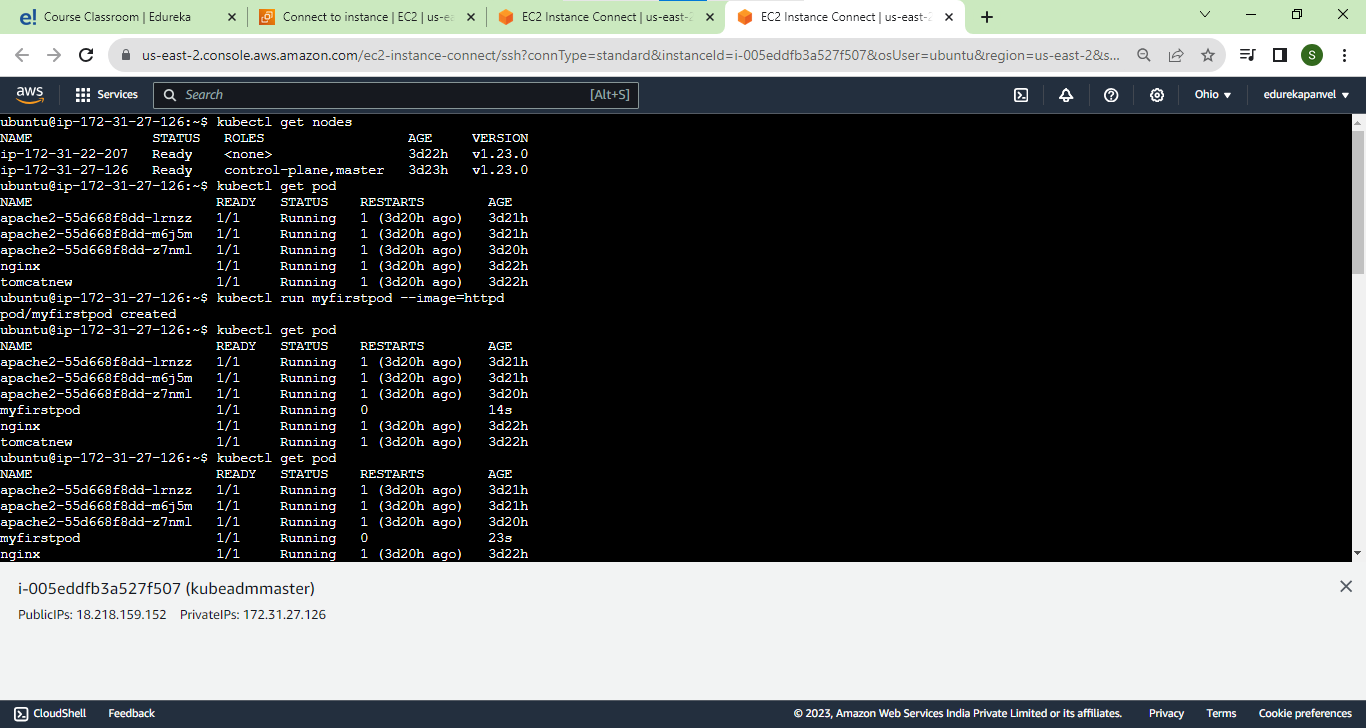 e! Course Classroom | Edureka
Connect to instance | EC2 | us-ea
EC2 Instance Connect | us-east-2
EC2 Instance Connect | us-east-2
us-east-2.console.aws.amazon.com/ec2-instance-connect/ssh?connType=standard&instanceId=i-005eddfb3a527f507&osUser=ubuntu&region=us-east-2&s...
S
aws Services Search [Alt+S] Ohio edurekapanvel
ubuntu@ip-172-31-27-126:~$ kubectl get nodes
NAME STATUS ROLES AGE VERSION
ip-172-31-22-207 Ready <none> 3d22h v1.23.0
ip-172-31-27-126 Ready control-plane,master 3d23h v1.23.0
ubuntu@ip-172-31-27-126:~$ kubectl get pod
NAME READY STATUS RESTARTS AGE
apache2-55d668f8dd-lrnzz 1/1 Running 1 (3d20h ago) 3d21h
apache2-55d668f8dd-m6j5m 1/1 Running 1 (3d20h ago) 3d21h
apache2-55d668f8dd-z7nml 1/1 Running 1 (3d20h ago) 3d20h
nginx 1/1 Running 1 (3d20h ago) 3d22h
tomcatnew 1/1 Running 1 (3d20h ago) 3d22h
ubuntu@ip-172-31-27-126:~$ kubectl run myfirstpod --image=httpd
pod/myfirstpod created
ubuntu@ip-172-31-27-126:~$ kubectl get pod
NAME READY STATUS RESTARTS AGE
apache2-55d668f8dd-lrnzz 1/1 Running 1 (3d20h ago) 3d21h
apache2-55d668f8dd-m6j5m 1/1 Running 1 (3d20h ago) 3d21h
apache2-55d668f8dd-z7nml 1/1 Running 1 (3d20h ago) 3d20h
myfirstpod 1/1 Running 0 14s
nginx 1/1 Running 1 (3d20h ago) 3d22h
tomcatnew 1/1 Running 1 (3d20h ago) 3d22h
ubuntu@ip-172-31-27-126:~$ kubectl get pod
NAME READY STATUS RESTARTS AGE
apache2-55d668f8dd-lrnzz 1/1 Running 1 (3d20h ago) 3d21h
apache2-55d668f8dd-m6j5m 1/1 Running 1 (3d20h ago) 3d21h
apache2-55d668f8dd-z7nml 1/1 Running 1 (3d20h ago) 3d20h
myfirstpod 1/1 Running 0 23s
nginx 1/1 Running 1 (3d20h ago) 3d22h
i-005eddfb3a527f507 (kubeadmmaster)
PublicIPs: 18.218.159.152 PrivateIPs: 172.31.27.126
CloudShell Feedback © 2023, Amazon Web Services India Private Limited or its affiliates. Privacy Terms Cookie preferences